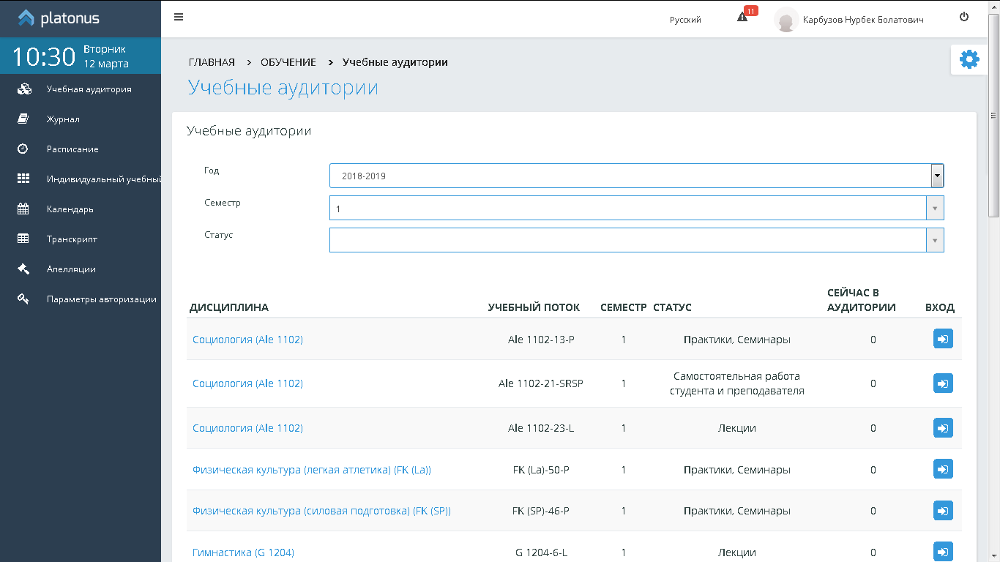 platonus
Русский
11
Карбузов Нурбек Болатович
10:30
Вторник
12 марта
Учебная аудитория
Журнал
Расписание
Индивидуальный учебный
Календарь
Транскрипт
Апелляции
Параметры авторизации
ГЛАВНАЯ > ОБУЧЕНИЕ > Учебные аудитории
Учебные аудитории
Учебные аудитории
Год
2018-2019
Семестр
1
Статус
ДИСЦИПЛИНА УЧЕБНЫЙ ПОТОК СЕМЕСТР СТАТУС СЕЙЧАС В АУДИТОРИИ ВХОД
Социология (Ale 1102) Ale 1102-13-P 1 Практики, Семинары 0
Социология (Ale 1102) Ale 1102-21-SRSP 1 Самостоятельная работа студента и преподавателя 0
Социология (Ale 1102) Ale 1102-23-L 1 Лекции 0
Физическая культура (легкая атлетика) (FK (La)) FK (La)-50-P 1 Практики, Семинары 0
Физическая культура (силовая подготовка) (FK (SP)) FK (SP)-46-P 1 Практики, Семинары 0
Гимнастика (G 1204) G 1204-6-L 1 Лекции 0